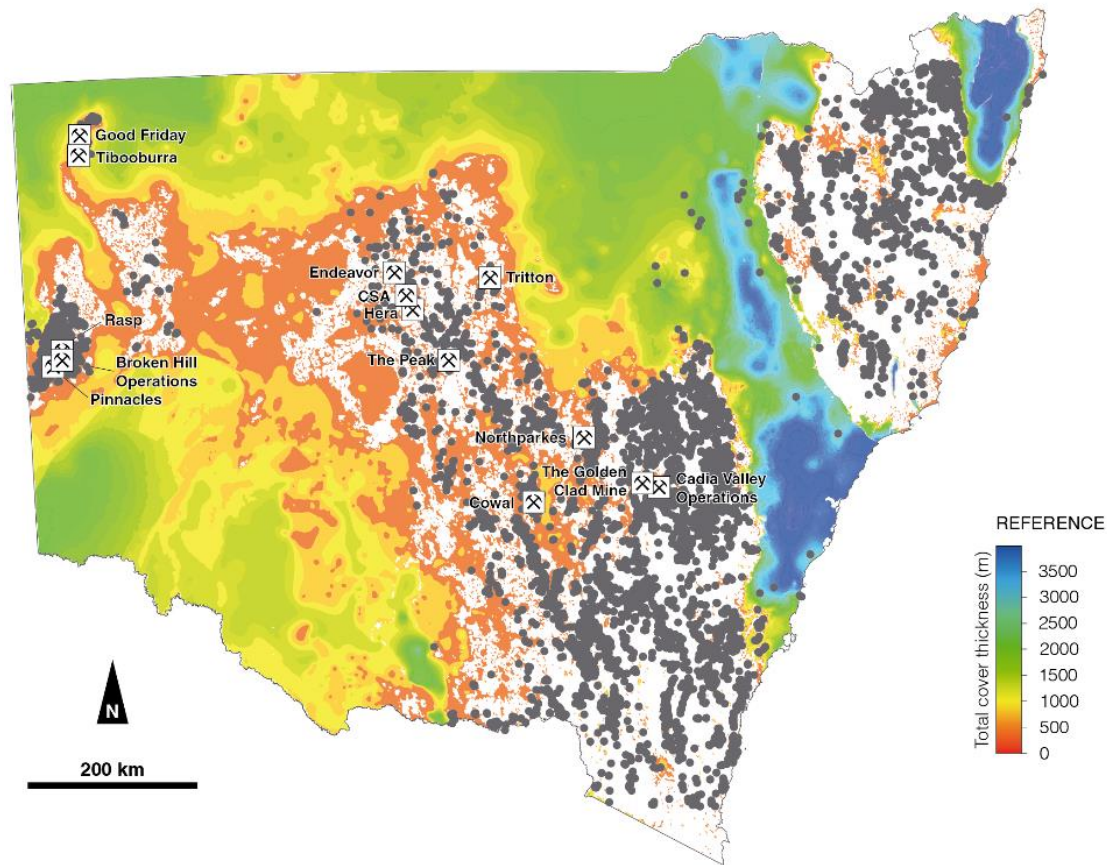 Good Friday
Tibooburra
Endeavor
Tritton
CSA
Hera
Rasp
The Peak
Broken Hill
Operations
Pinnacles
Northparkes
The Golden
Clad Mine
Cadia Valley
Operations
Cowal
REFERENCE
Total cover thickness (m)
3500
3000
2500
2000
1500
1000
500
0
N
200 km